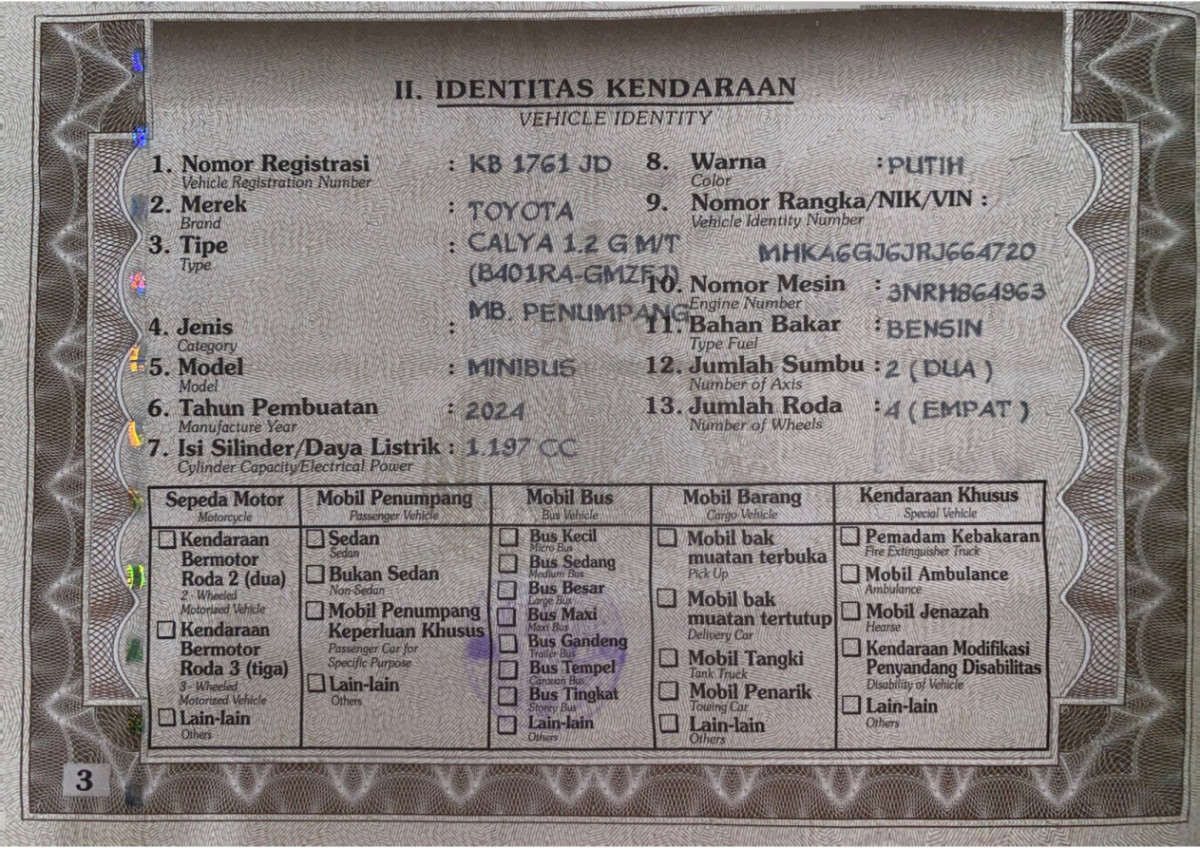 II. IDENTITAS KENDARAAN
VEHICLE IDENTITY
1. Nomor Registrasi : KB 1761 JD
Vehicle Registration Number
2. Merek : TOYOTA
Brand
3. Tipe : CALYA 1.2 G M/T
Type
(B401RA-GMZFJ)
4. Jenis : MB. PENUMPANG
Category
5. Model : MINIBUS
Model
6. Tahun Pembuatan : 2024
Manufacture Year
7. Isi Silinder/Daya Listrik : 1.197 CC
Cylinder Capacity/Electrical Power
8. Warna : PUTIH
Color
9. Nomor Rangka/NIK/VIN :
Vehicle Identity Number
MHKA6GJ6JRJ664720
10. Nomor Mesin : 3NRH864963
Engine Number
11. Bahan Bakar : BENSIN
Type Fuel
12. Jumlah Sumbu : 2 ( DUA )
Number of Axis
13. Jumlah Roda : 4 ( EMPAT )
Number of Wheels
Sepeda Motor
Motorcycle
Kendaraan
Bermotor
Roda 2 (dua)
2 - Wheeled
Motorized Vehicle
Kendaraan
Bermotor
Roda 3 (tiga)
3 - Wheeled
Motorized Vehicle
Lain-lain
Others
Mobil Penumpang
Passenger Vehicle
Sedan
Sedan
Bukan Sedan
Non-Sedan
Mobil Penumpang
Keperluan Khusus
Passenger Car for
Specific Purpose
Lain-lain
Others
Mobil Bus
Bus Vehicle
Bus Kecil
Micro Bus
Bus Sedang
Medium Bus
Bus Besar
Large Bus
Bus Maxi
Maxi Bus
Bus Gandeng
Trailer Bus
Bus Tempel
Caravan Bus
Bus Tingkat
Storey Bus
Lain-lain
Others
Mobil Barang
Cargo Vehicle
Mobil bak
muatan terbuka
Pick Up
Mobil bak
muatan tertutup
Delivery Car
Mobil Tangki
Tank Truck
Mobil Penarik
Towing Car
Lain-lain
Others
Kendaraan Khusus
Special Vehicle
Pemadam Kebakaran
Fire Extinguisher Truck
Mobil Ambulance
Ambulance
Mobil Jenazah
Hearse
Kendaraan Modifikasi
Penyandang Disabilitas
Disability of Vehicle
Lain-lain
Others
3